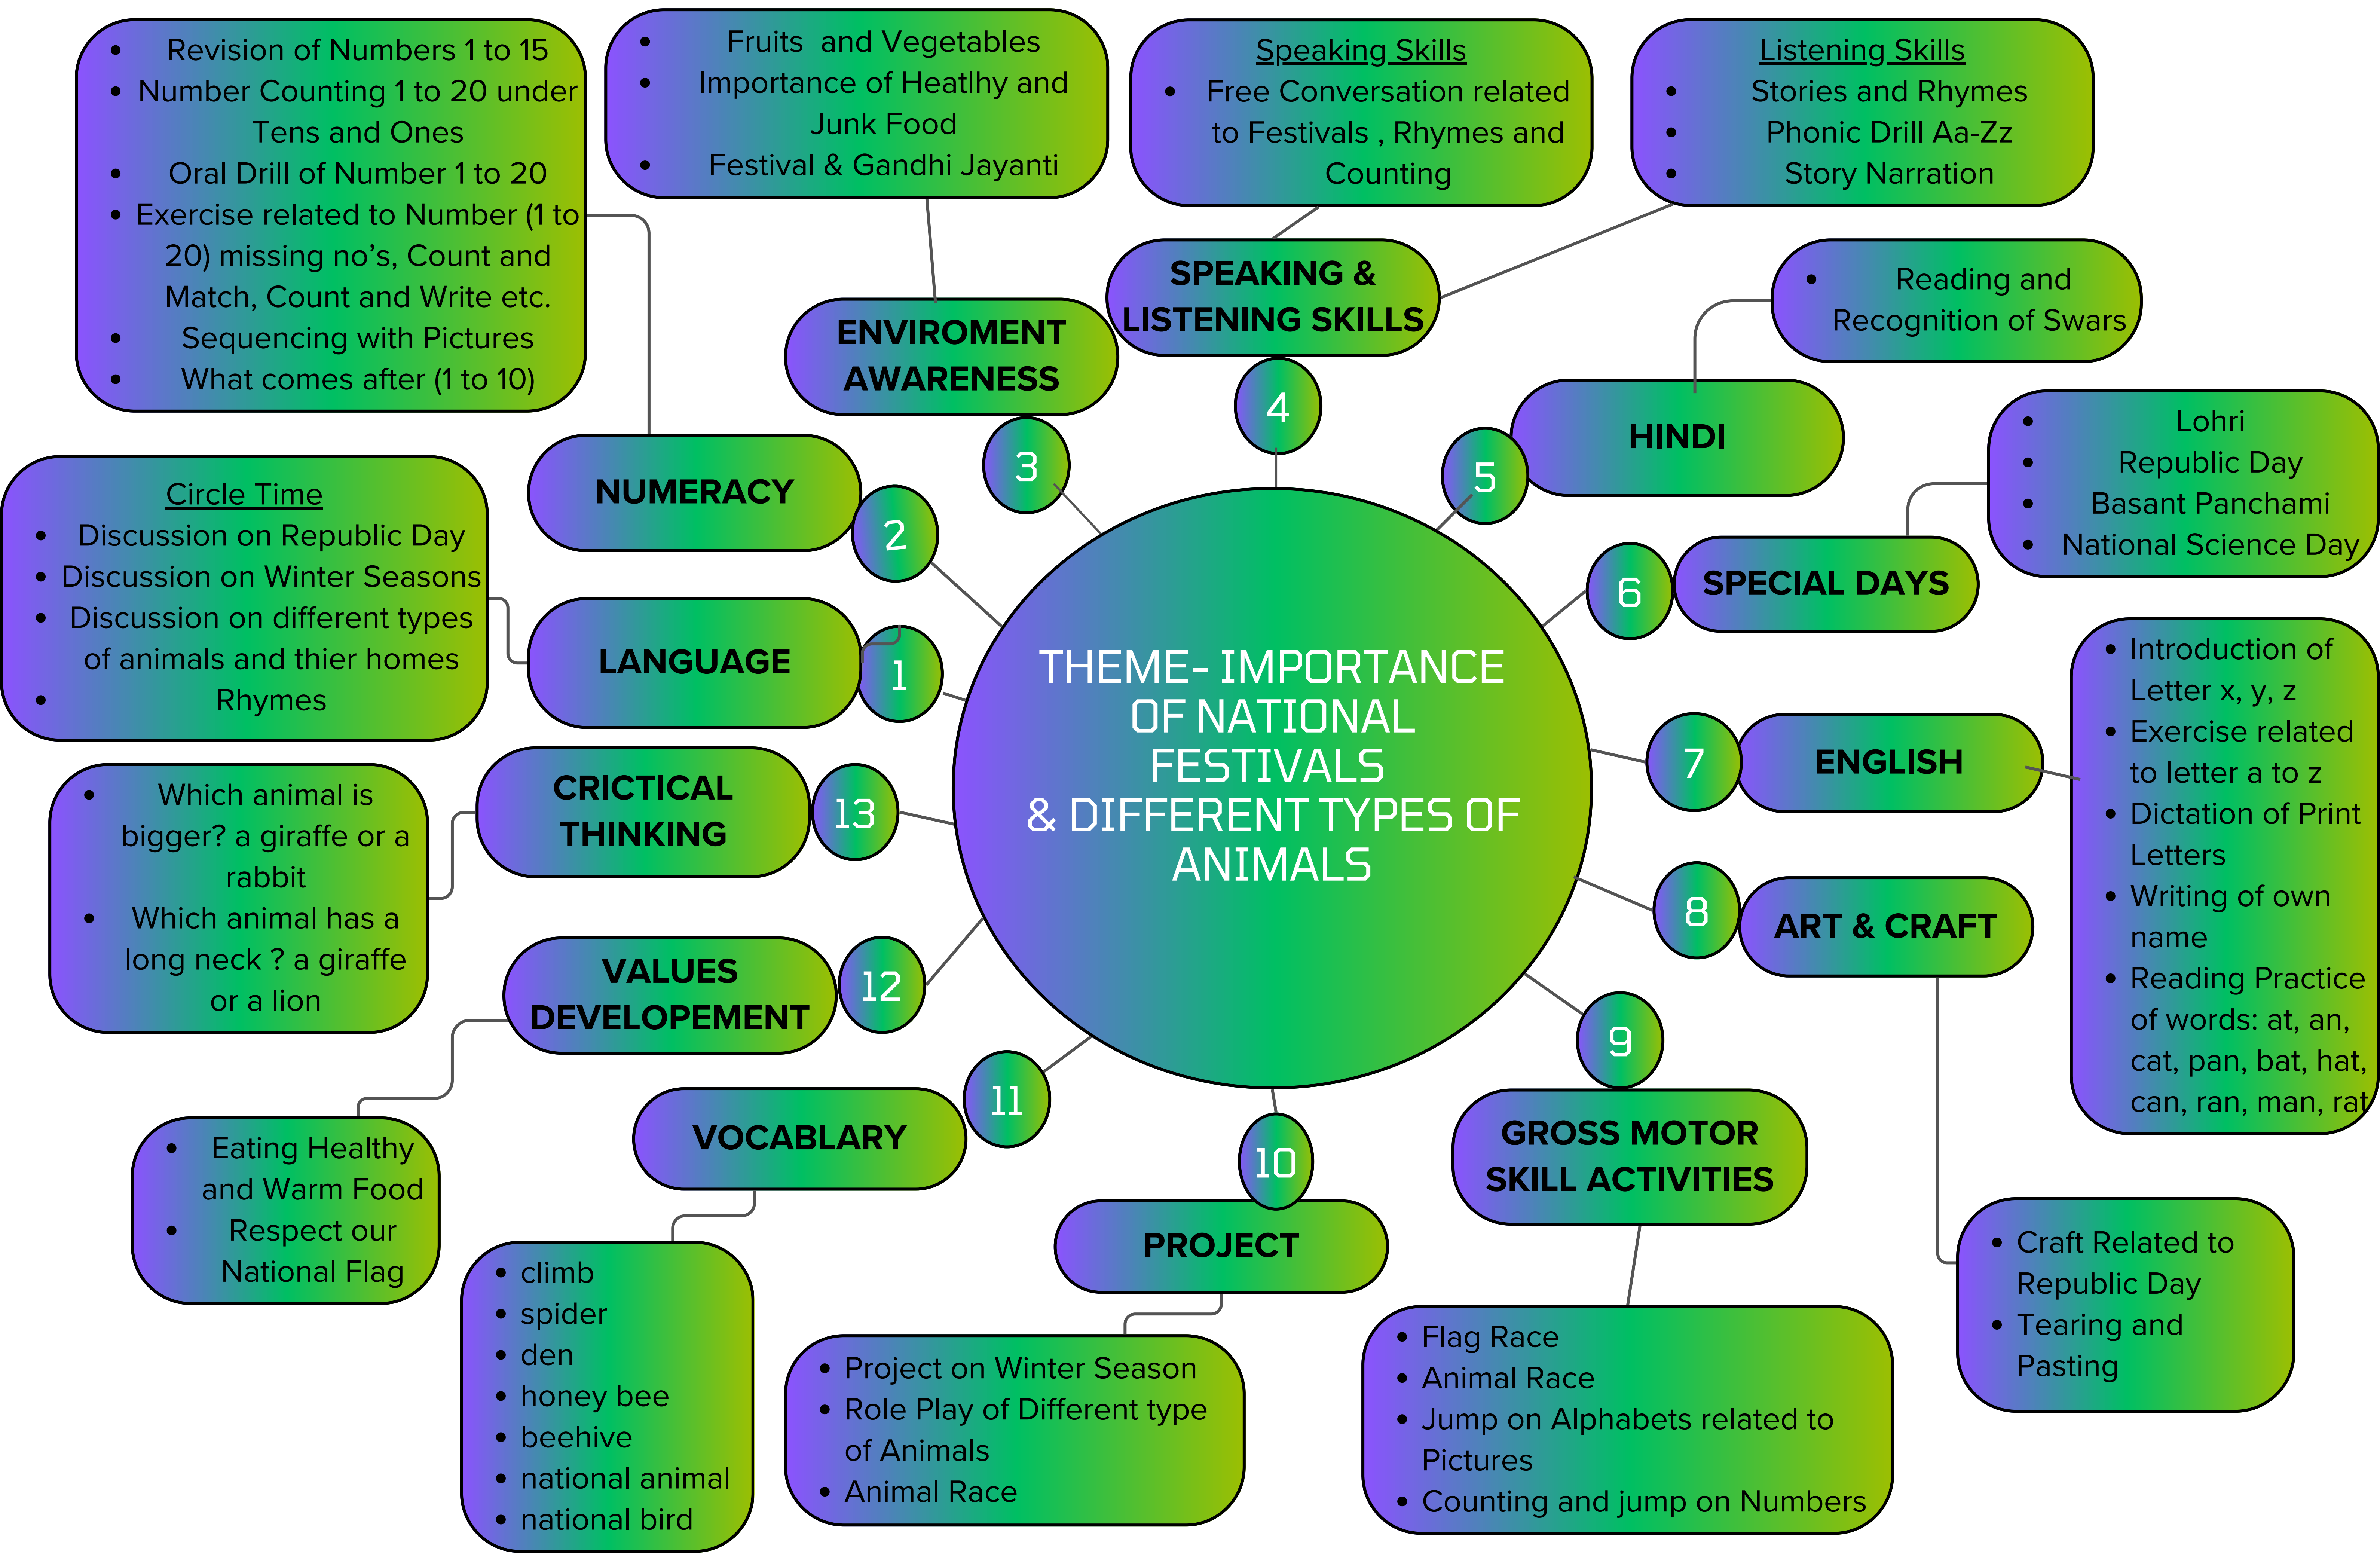 THEME- IMPORTANCE
OF NATIONAL
FESTIVALS
& DIFFERENT TYPES OF
ANIMALS
1
LANGUAGE
Circle Time
• Discussion on Republic Day
• Discussion on Winter Seasons
• Discussion on different types
of animals and thier homes
• Rhymes
2
NUMERACY
• Revision of Numbers 1 to 15
• Number Counting 1 to 20 under
Tens and Ones
• Oral Drill of Number 1 to 20
• Exercise related to Number (1 to
20) missing no's, Count and
Match, Count and Write etc.
• Sequencing with Pictures
• What comes after (1 to 10)
3
ENVIROMENT
AWARENESS
• Fruits and Vegetables
• Importance of Heatlhy and
Junk Food
• Festival & Gandhi Jayanti
4
SPEAKING &
LISTENING SKILLS
Speaking Skills
• Free Conversation related
to Festivals , Rhymes and
Counting
Listening Skills
• Stories and Rhymes
• Phonic Drill Aa-Zz
• Story Narration
5
HINDI
• Reading and
Recognition of Swars
6
SPECIAL DAYS
• Lohri
• Republic Day
• Basant Panchami
• National Science Day
7
ENGLISH
• Introduction of
Letter x, y, z
• Exercise related
to letter a to z
• Dictation of Print
Letters
• Writing of own
name
• Reading Practice
of words: at, an,
cat, pan, bat, hat,
can, ran, man, rat
8
ART & CRAFT
• Craft Related to
Republic Day
• Tearing and
Pasting
9
GROSS MOTOR
SKILL ACTIVITIES
• Flag Race
• Animal Race
• Jump on Alphabets related to
Pictures
• Counting and jump on Numbers
10
PROJECT
• Project on Winter Season
• Role Play of Different type
of Animals
• Animal Race
11
VOCABLARY
• climb
• spider
• den
• honey bee
• beehive
• national animal
• national bird
12
VALUES
DEVELOPEMENT
• Eating Healthy
and Warm Food
• Respect our
National Flag
13
CRICTICAL
THINKING
• Which animal is
bigger? a giraffe or a
rabbit
• Which animal has a
long neck ? a giraffe
or a lion